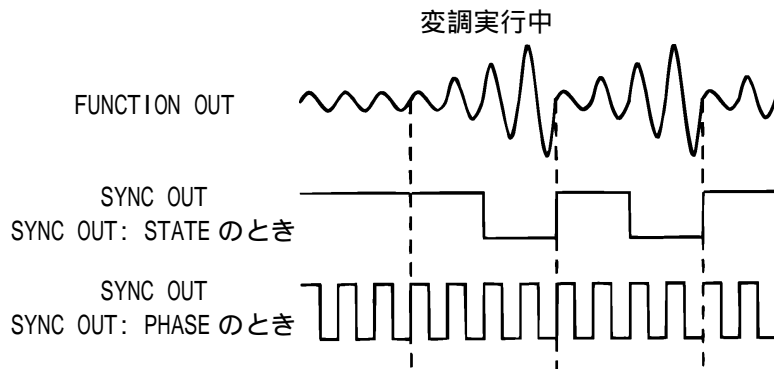 変調実行中
FUNCTION OUT
SYNC OUT
SYNC OUT: STATE のとき
SYNC OUT
SYNC OUT: PHASE のとき